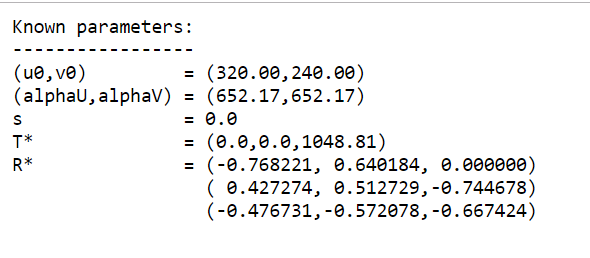 Known parameters:
-----------------
(u0,v0)          = (320.00,240.00)
(alphaU,alphaV) = (652.17,652.17)
s                = 0.0
T*               = (0.0,0.0,1048.81)
R*               = (-0.768221, 0.640184, 0.000000)
                   ( 0.427274, 0.512729,-0.744678)
                   (-0.476731,-0.572078,-0.667424)